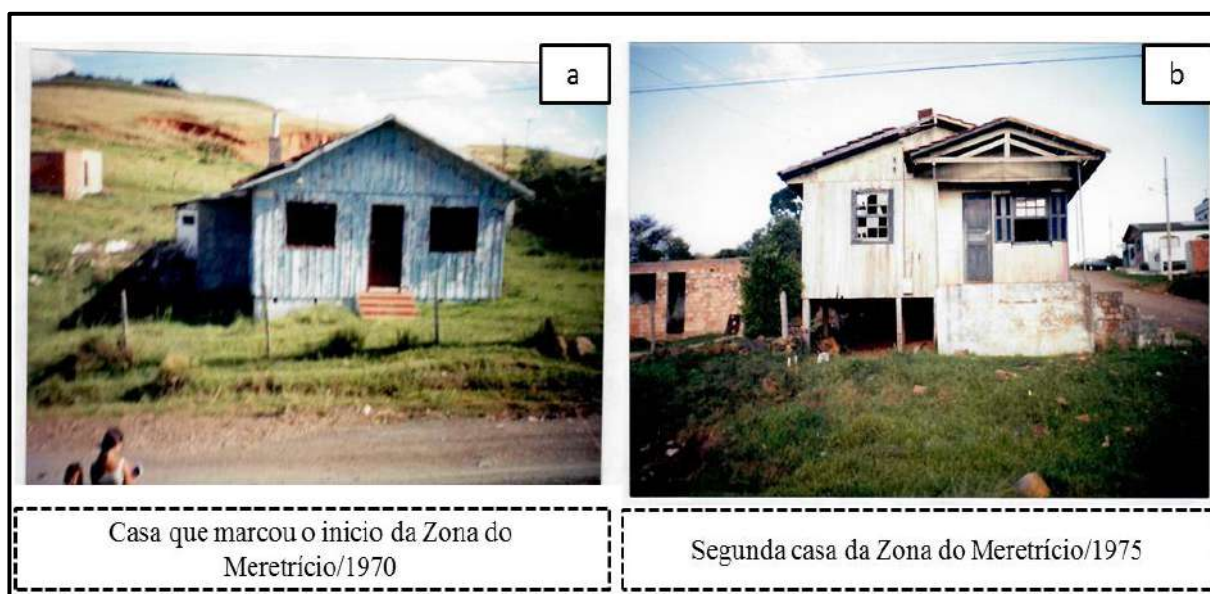 a
b
Casa que marcou o inicio da Zona do
Meretrício/1970
Segunda casa da Zona do Meretrício/1975